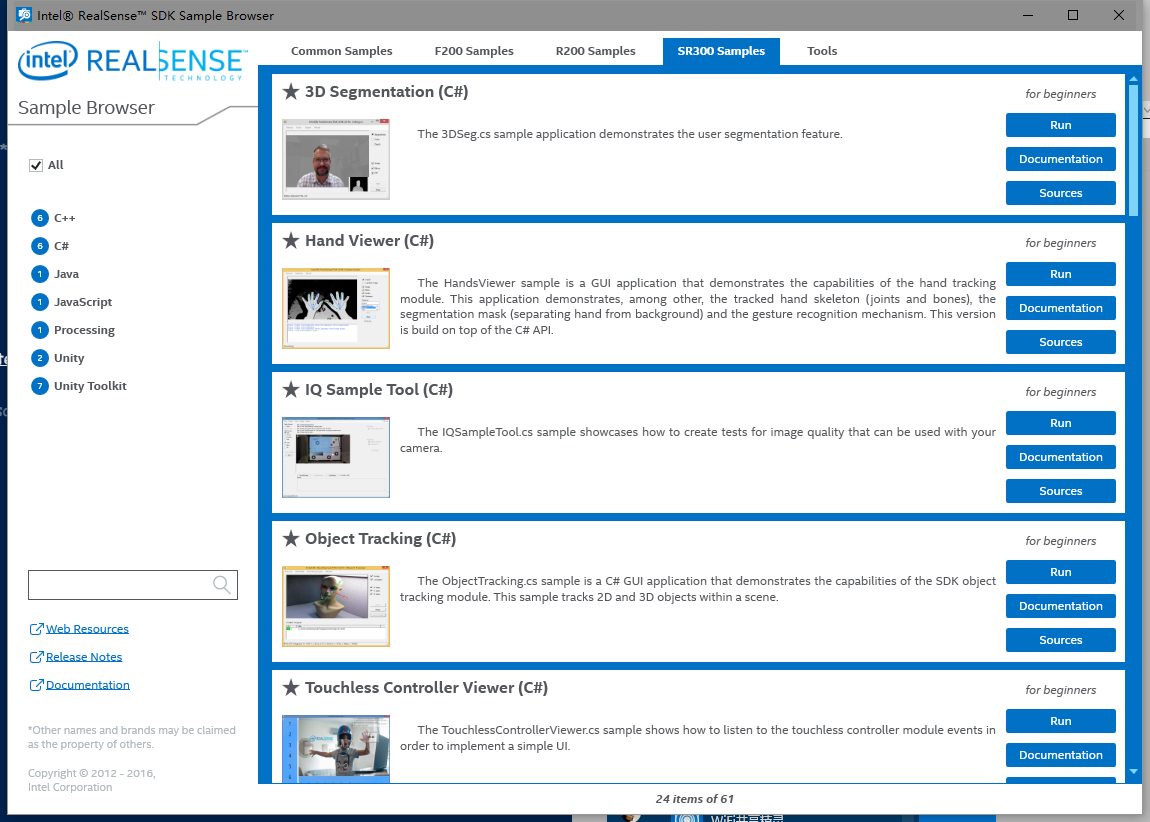 Intel® RealSense™ SDK Sample Browser
intel REALSENSE
TECHNOLOGY
Sample Browser
Common Samples
F200 Samples
R200 Samples
SR300 Samples
Tools
All
6 C++
6 C#
1 Java
1 JavaScript
1 Processing
2 Unity
7 Unity Toolkit
Web Resources
Release Notes
Documentation
*Other names and brands may be claimed
as the property of others.
Copyright © 2012 - 2016,
Intel Corporation
★ 3D Segmentation (C#)
for beginners
The 3DSeg.cs sample application demonstrates the user segmentation feature.
Run
Documentation
Sources
★ Hand Viewer (C#)
for beginners
The HandsViewer sample is a GUI application that demonstrates the capabilities of the hand tracking
module. This application demonstrates, among other, the tracked hand skeleton (joints and bones), the
segmentation mask (separating hand from background) and the gesture recognition mechanism. This version
is build on top of the C# API.
Run
Documentation
Sources
★ IQ Sample Tool (C#)
for beginners
The IQSampleTool.cs sample showcases how to create tests for image quality that can be used with your
camera.
Run
Documentation
Sources
★ Object Tracking (C#)
for beginners
The ObjectTracking.cs sample is a C# GUI application that demonstrates the capabilities of the SDK object
tracking module. This sample tracks 2D and 3D objects within a scene.
Run
Documentation
Sources
★ Touchless Controller Viewer (C#)
for beginners
The TouchlessControllerViewer.cs sample shows how to listen to the touchless controller module events in
order to implement a simple UI.
Run
Documentation
24 items of 61